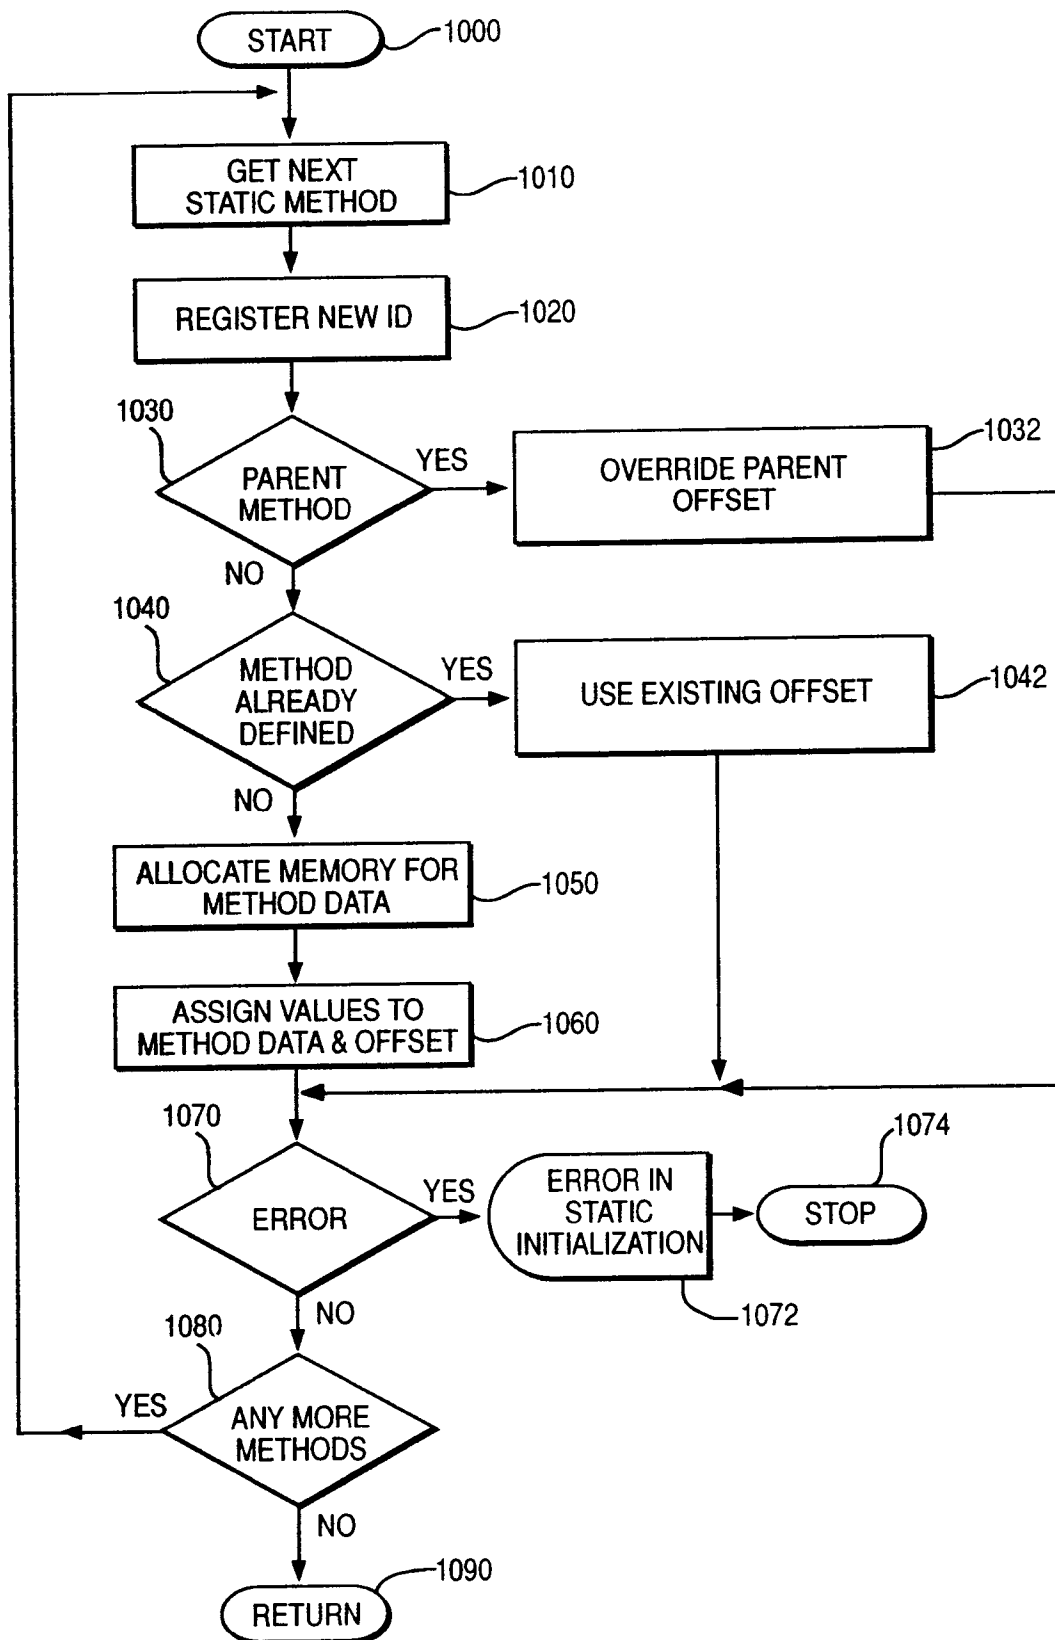 START
1000
GET NEXT
STATIC METHOD
1010
REGISTER NEW ID
1020
1030
PARENT
METHOD
YES
OVERRIDE PARENT
OFFSET
1032
NO
1040
METHOD
ALREADY
DEFINED
YES
USE EXISTING OFFSET
1042
NO
ALLOCATE MEMORY FOR
METHOD DATA
1050
ASSIGN VALUES TO
METHOD DATA & OFFSET
1060
1070
ERROR
YES
ERROR IN
STATIC
INITIALIZATION
1072
STOP
1074
NO
1080
YES
ANY MORE
METHODS
NO
RETURN
1090